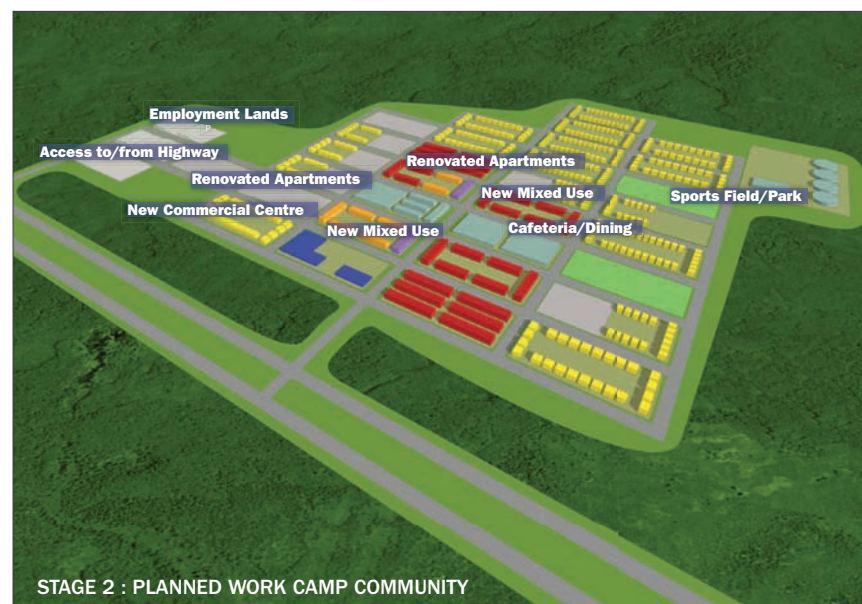 Employment Lands
P
Access to/from Highway
Renovated Apartments
Renovated Apartments
New Mixed Use
Sports Field/Park
New Commercial Centre
New Mixed Use
Cafeteria/Dining
STAGE 2 : PLANNED WORK CAMP COMMUNITY